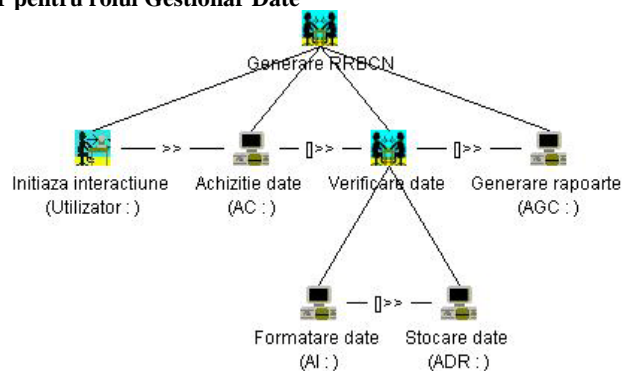 r pentru rolul Gestionar Date
Generare RRBCN
>> []>> []>>
Initiaza interactiune Achizitie date Verificare date Generare rapoarte
(Utilizator : ) (AC : ) (AGC : )
[]>>
Formatare date Stocare date
(AI : ) (ADR : )